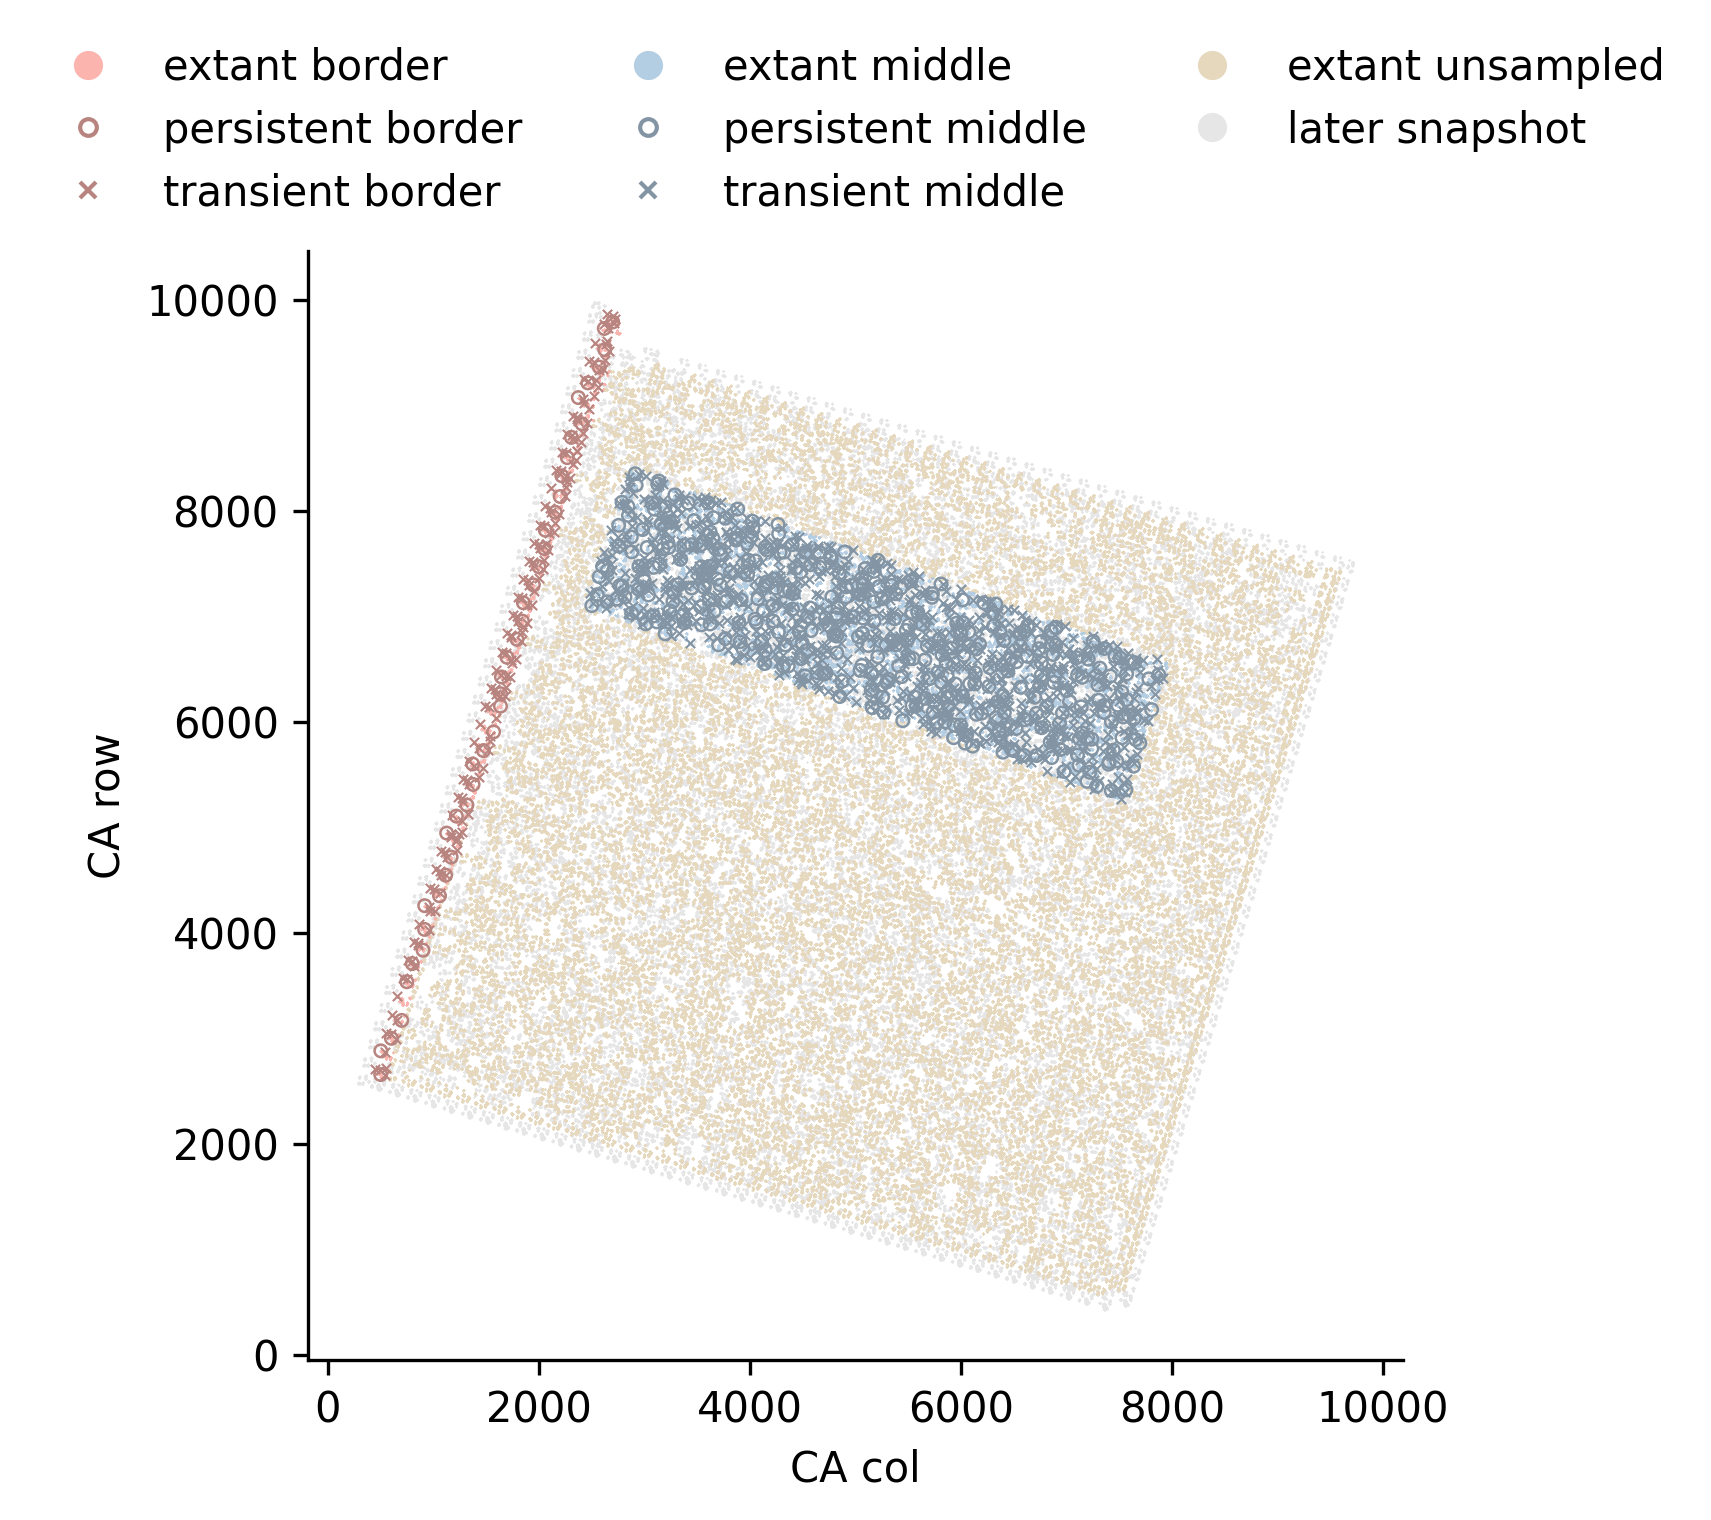 extant border
extant middle
extant unsampled
persistent border
persistent middle
later snapshot
transient border
transient middle
10000
8000
6000
4000
2000
0
CA row
0 2000 4000 6000 8000 10000
CA col